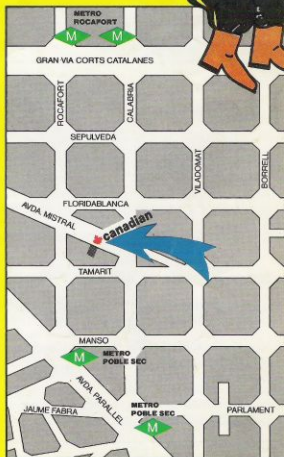 METRO
ROCAFORT
M
M
GRAN VIA CORTS CATALANES
ROCAFORT
CALABRIA
SEPULVEDA
VILADOMAT
BORRELL
FLORIDABLANCA
AVDA MISTRAL
canadian
TAMARIT
MANSO
M
METRO
POBLE SEC
AVDA PARALLEL
JAUME FABRA
METRO
POBLE SEC
M
PARLAMENT